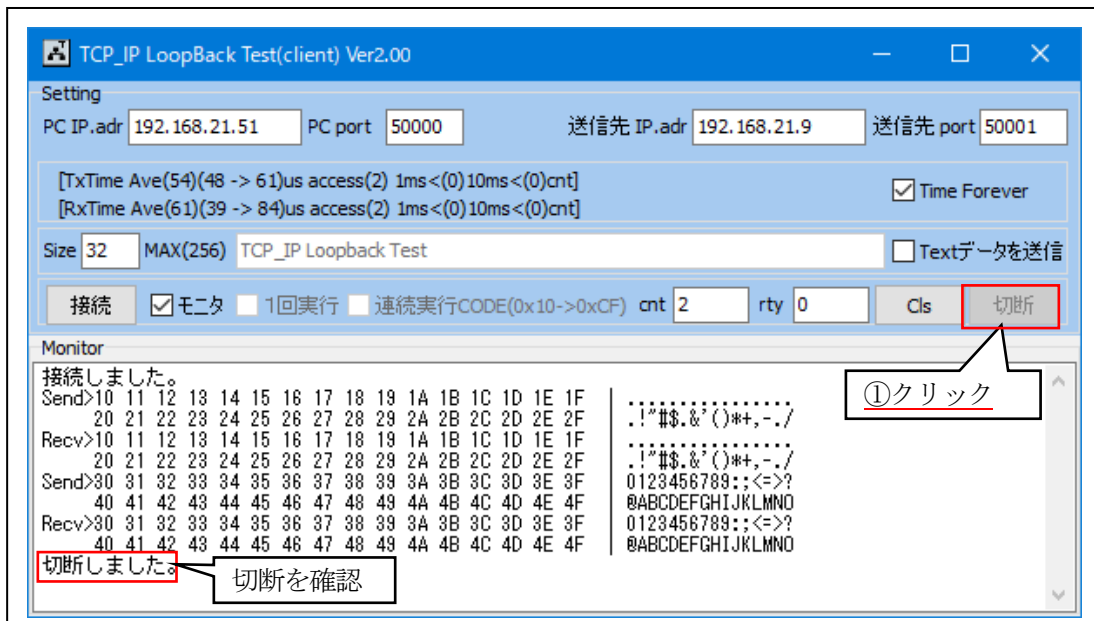 TCP_IP LoopBack Test(client) Ver2.00
Setting
PC IP.adr 192.168.21.51 PC port 50000 送信先 IP.adr 192.168.21.9 送信先 port 50001
[TxTime Ave(54)(48 -> 61)us access(2) 1ms<(0)10ms<(0)cnt]
[RxTime Ave(61)(39 -> 84)us access(2) 1ms<(0)10ms<(0)cnt]
Time Forever
Size 32 MAX(256) TCP_IP Loopback Test Textデータを送信
接続 モニタ 1回実行 連続実行CODE(0x10->0xCF) cnt 2 rty 0 Cls 切断
Monitor
①クリック
接続しました。
Send>10 11 12 13 14 15 16 17 18 19 1A 1B 1C 1D 1E 1F | ................
20 21 22 23 24 25 26 27 28 29 2A 2B 2C 2D 2E 2F | .!"#$.&'()*+,-./
Recv>10 11 12 13 14 15 16 17 18 19 1A 1B 1C 1D 1E 1F | ................
20 21 22 23 24 25 26 27 28 29 2A 2B 2C 2D 2E 2F | .!"#$.&'()*+,-./
Send>30 31 32 33 34 35 36 37 38 39 3A 3B 3C 3D 3E 3F | 0123456789:;<=>?
40 41 42 43 44 45 46 47 48 49 4A 4B 4C 4D 4E 4F | @ABCDEFGHIJKLMNO
Recv>30 31 32 33 34 35 36 37 38 39 3A 3B 3C 3D 3E 3F | 0123456789:;<=>?
40 41 42 43 44 45 46 47 48 49 4A 4B 4C 4D 4E 4F | @ABCDEFGHIJKLMNO
切断しました。
切断を確認